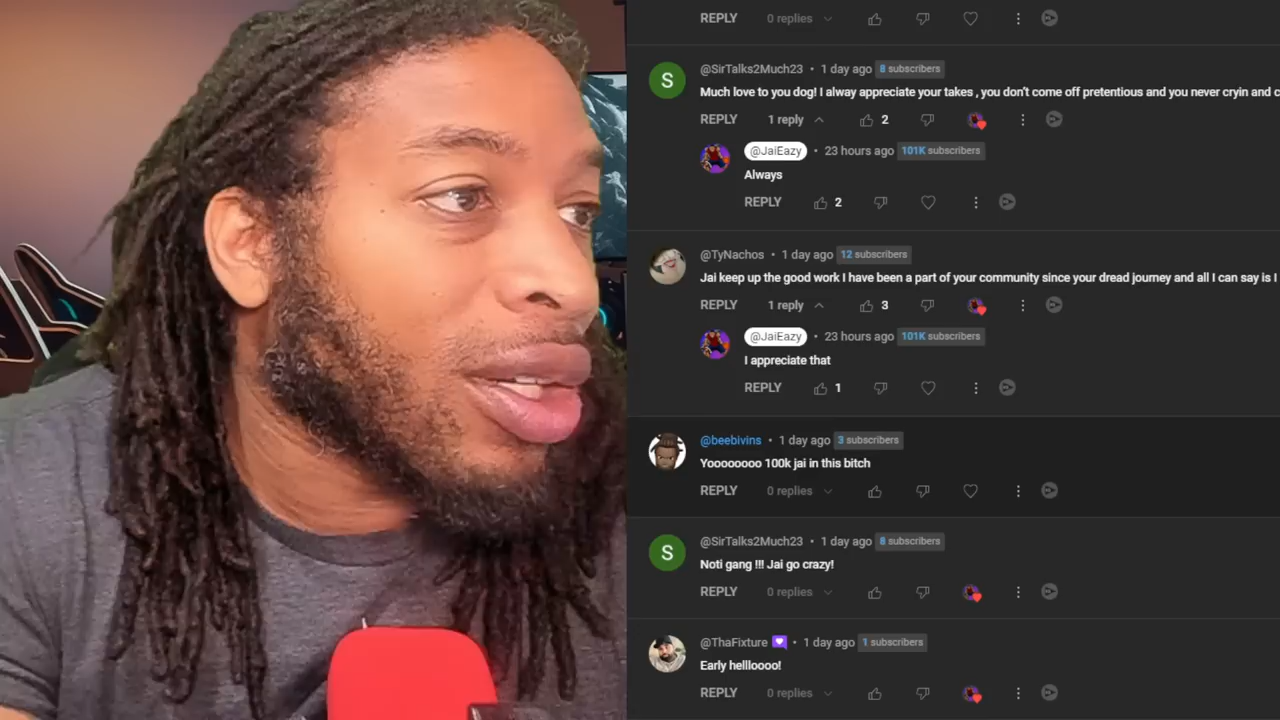 REPLY 0 replies
@SirTalks2Much23 • 1 day ago 8 subscribers
S
Much love to you dog! I alway appreciate your takes , you don't come off pretentious and you never cryin and
REPLY 1 reply 2
@JaiEazy • 23 hours ago 101K subscribers
Always
REPLY 2
@TyNachos • 1 day ago 12 subscribers
Jai keep up the good work I have been a part of your community since your dread journey and all I can say is
REPLY 1 reply 3
@JaiEazy • 23 hours ago 101K subscribers
I appreciate that
REPLY 1
@beebivins • 1 day ago 3 subscribers
Yoooooooo 100k jai in this bitch
REPLY 0 replies
@SirTalks2Much23 • 1 day ago 8 subscribers
S
Noti gang !!! Jai go crazy!
REPLY 0 replies
@ThaFixture • 1 day ago 1 subscribers
Early hellloooo!
REPLY 0 replies